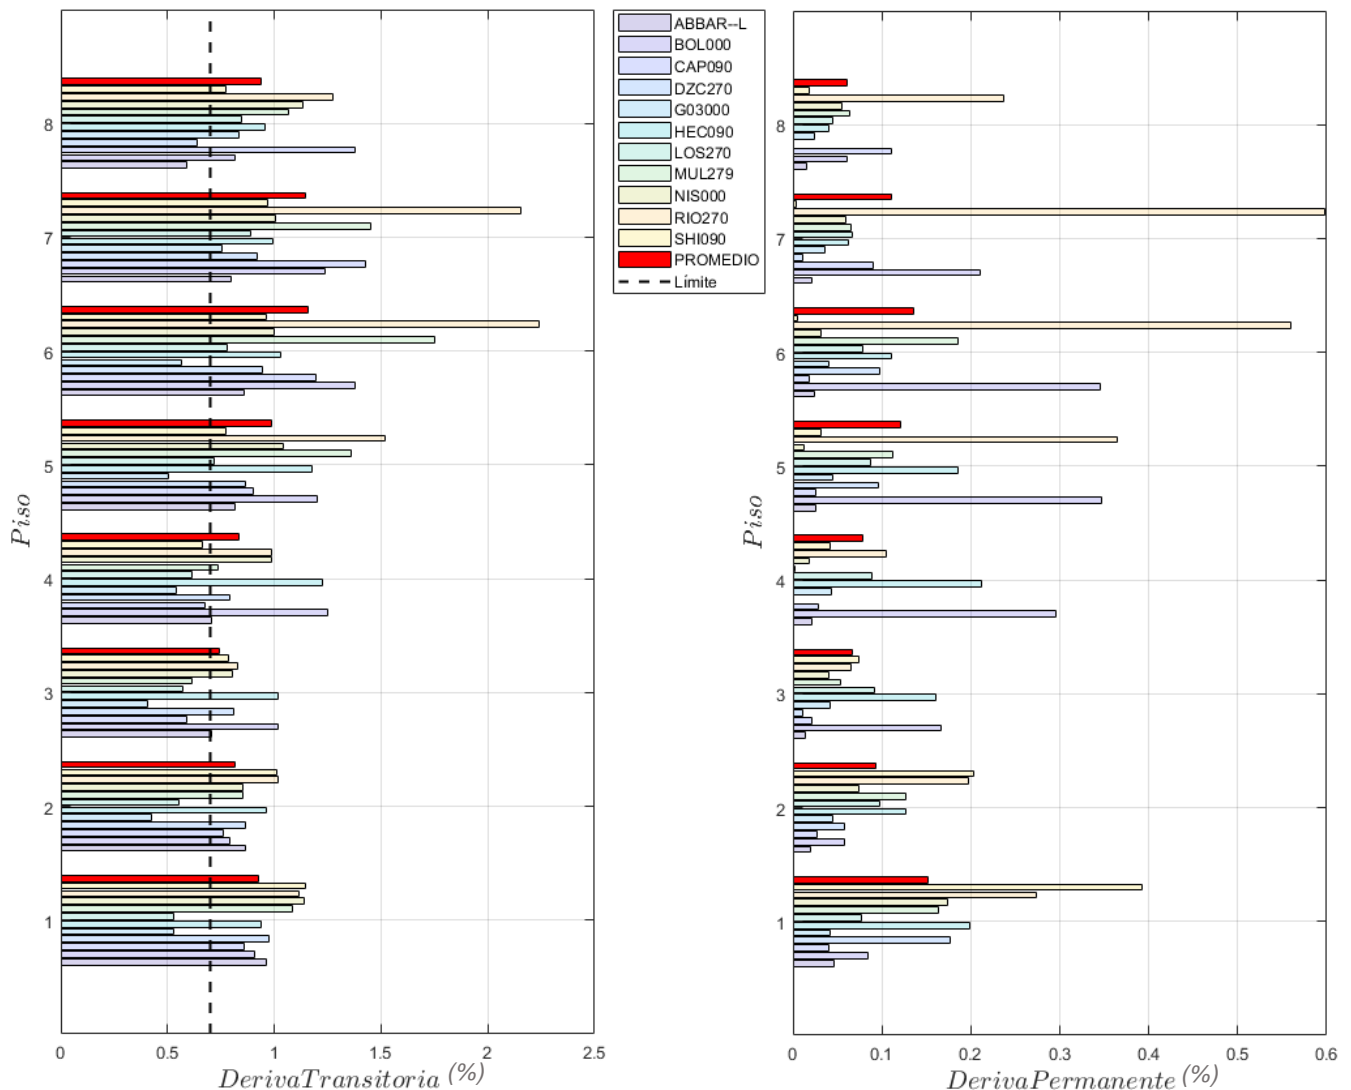 ABBAR--L
BOL000
CAP090
DZC270
G03000
HEC090
LOS270
MUL279
NIS000
RIO270
SHI090
PROMEDIO
Límite
8
7
6
5
4
3
2
1
Piso
0 0.5 1 1.5 2 2.5
DerivaTransitoria (%)
8
7
6
5
4
3
2
1
Piso
0 0.1 0.2 0.3 0.4 0.5 0.6
DerivaPermanente (%)